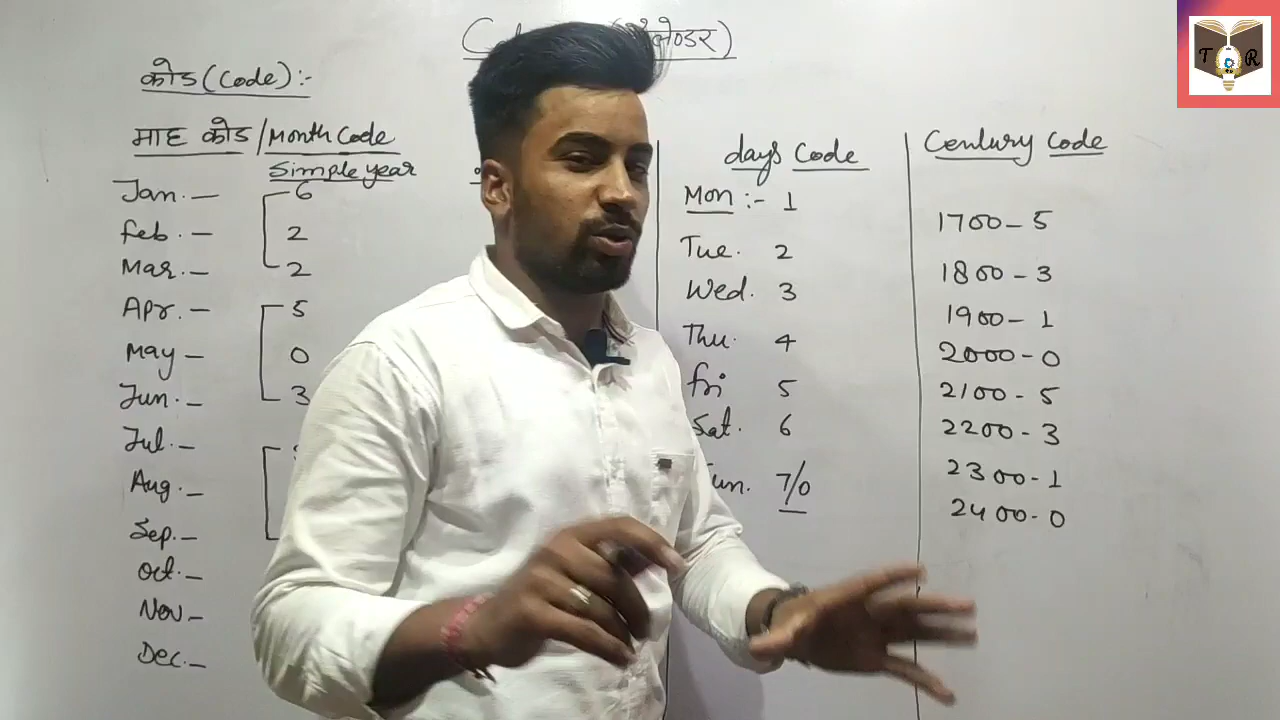 कोड (Code) :-
माह कोड / Month Code
Simple year
Jan. — 6
feb. — 2
Mar. — 2
Apr. — 5
May — 0
Jun. — 3
Jul. —
Aug. —
Sep. —
Oct. —
Nov —
Dec. —
days Code
Mon :- 1
Tue. 2
Wed. 3
Thu. 4
fri 5
Sat. 6
7/0
Century Code
1700 - 5
1800 - 3
1900 - 1
2000 - 0
2100 - 5
2200 - 3
2300 - 1
2400 - 0
T R